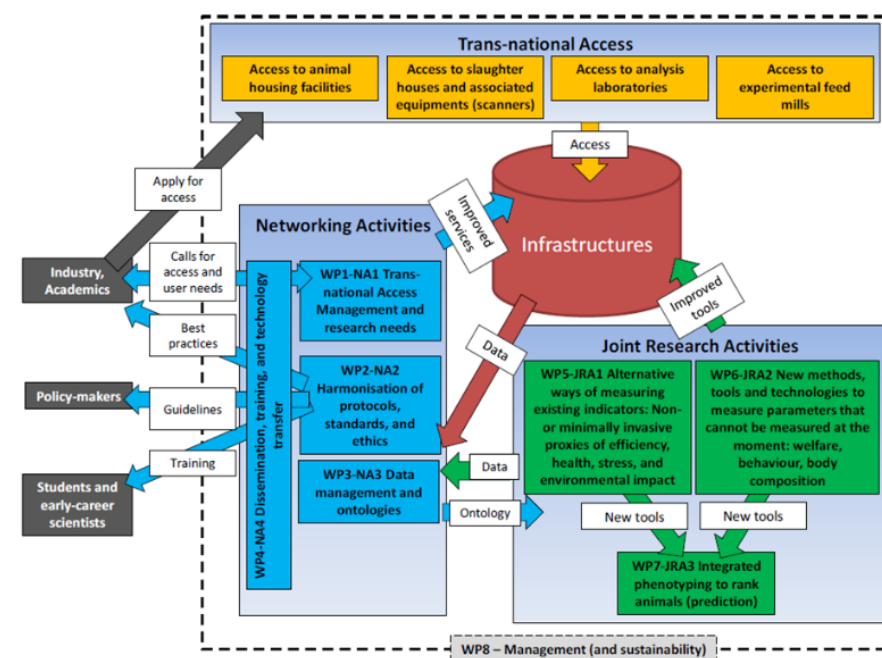 Trans-national Access
Access to animal
housing facilities
Access to slaughter
houses and associated
equipments (scanners)
Access to analysis
laboratories
Access to
experimental feed
mills
Access
Apply for
access
Infrastructures
Improved
services
Improved
tools
Data
Networking Activities
WP4-NA4 Dissemination, training, and technology
transfer
WP1-NA1 Trans-
national Access
Management and
research needs
WP2-NA2
Harmonisation of
protocols,
standards, and
ethics
WP3-NA3 Data
management and
ontologies
Industry,
Academics
Calls for
access and
user needs
Best
practices
Policy-makers
Guidelines
Training
Students and
early-career
scientists
Data
Ontology
Joint Research Activities
WP5-JRA1 Alternative
ways of measuring
existing indicators: Non-
or minimally invasive
proxies of efficiency,
health, stress, and
environmental impact
WP6-JRA2 New methods,
tools and technologies to
measure parameters that
cannot be measured at the
moment: welfare,
behaviour, body
composition
New tools
New tools
WP7-JRA3 Integrated
phenotyping to rank
animals (prediction)
WP8 – Management (and sustainability)